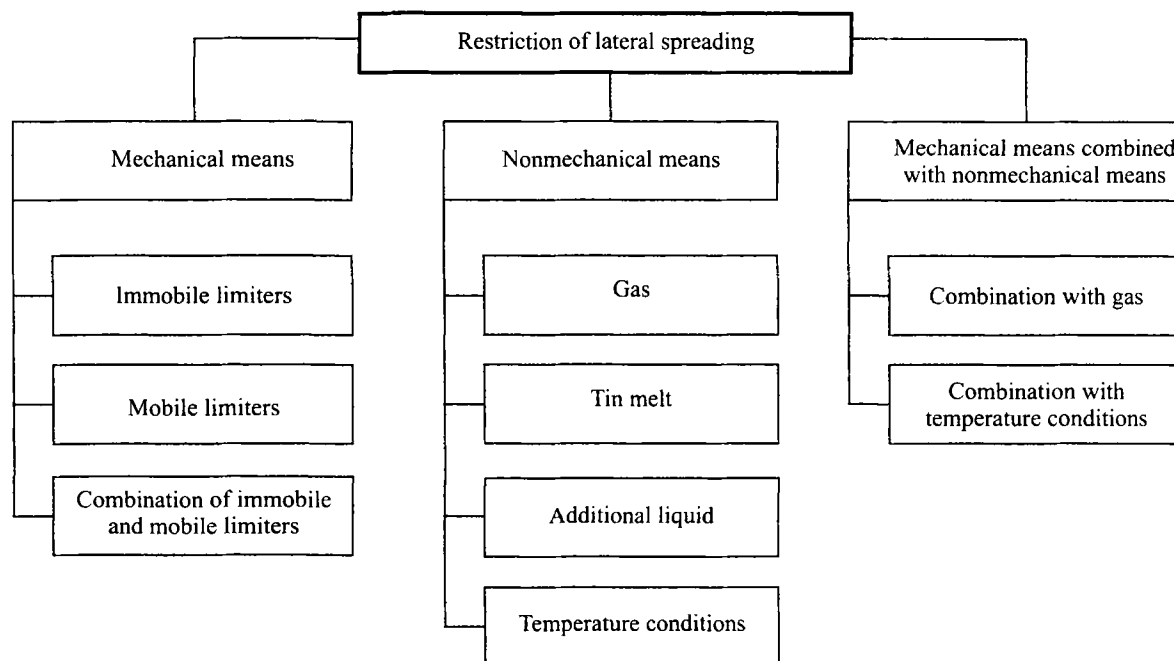 Restriction of lateral spreading
Mechanical means
Nonmechanical means
Mechanical means combined
with nonmechanical means
Immobile limiters
Gas
Combination with gas
Mobile limiters
Tin melt
Combination with
temperature conditions
Combination of immobile
and mobile limiters
Additional liquid
Temperature conditions